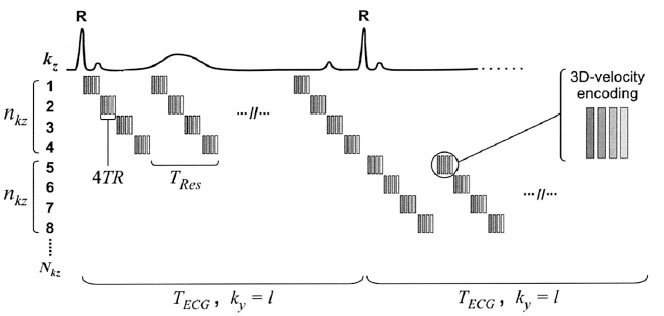 R R
k_z
1
2
3
4
5
6
7
8
N_kz
n_kz
n_kz
4TR
T_Res
...//...
...//...
3D-velocity
encoding
T_ECG , k_y = l
T_ECG , k_y = l